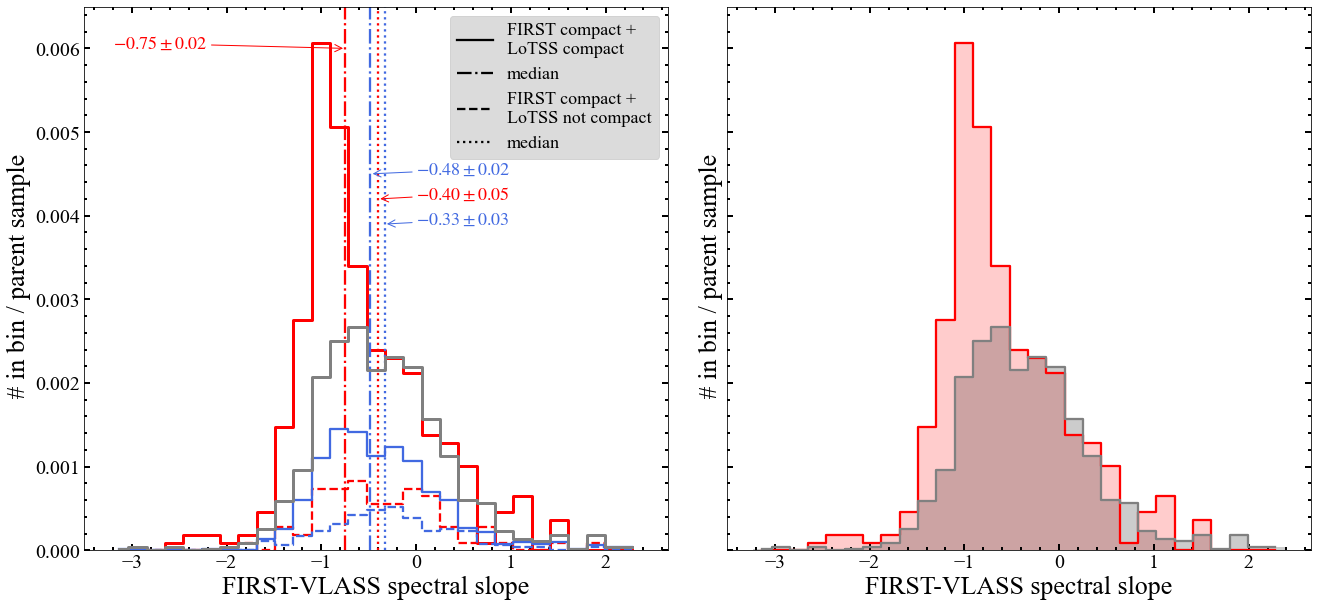 # in bin / parent sample
0.006
0.005
0.004
0.003
0.002
0.001
0.000
−3
−2
−1
0
1
2
FIRST-VLASS spectral slope
−0.75 ± 0.02
FIRST compact +
LoTSS compact
median
FIRST compact +
LoTSS not compact
median
−0.48 ± 0.02
−0.40 ± 0.05
−0.33 ± 0.03
# in bin / parent sample
−3
−2
−1
0
1
2
FIRST-VLASS spectral slope